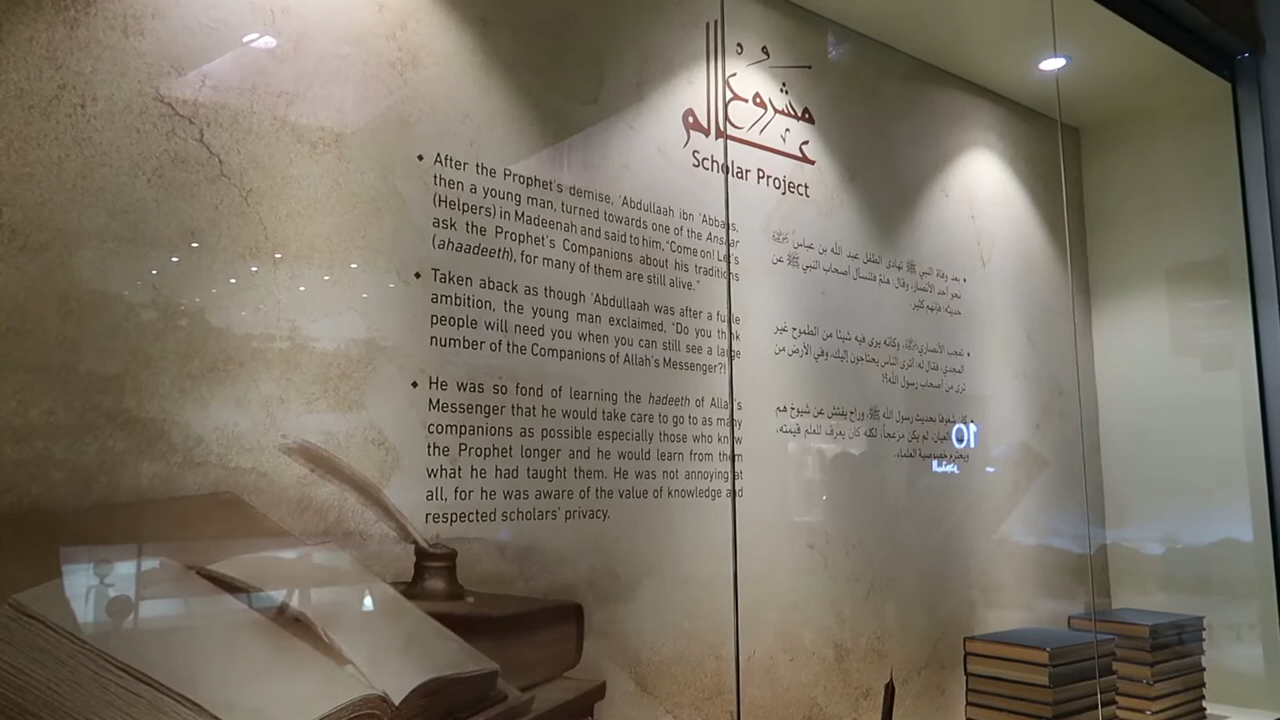 مَشروُعُ
عالم
Scholar Project
◆ After the Prophet's demise, 'Abdullaah ibn 'Abbaas,
then a young man, turned towards one of the Ansaar
(Helpers) in Madeenah and said to him, "Come on! Let's
ask the Prophet's Companions about his traditions
(ahaadeeth), for many of them are still alive."
◆ Taken aback as though 'Abdullaah was after a futile
ambition, the young man exclaimed, "Do you think
people will need you when you can still see a large
number of the Companions of Allah's Messenger?!
◆ He was so fond of learning the hadeeth of Allah's
Messenger that he would take care to go to as many
companions as possible especially those who knew
the Prophet longer and he would learn from them
what he had taught them. He was not annoying at
all, for he was aware of the value of knowledge and
respected scholars' privacy.
• بعد وفاة النبي ﷺ تهادى الطفل عبد الله بن عباس
نحو أحد الأنصار، وقال: هلمّ فلنسأل أصحاب النبي ﷺ عن
حديثه؛ فإنهم كثير.
• تعجب الأنصاري، وكأنه يرى فيه شيئا من الطموح غير
المجدي، فقال له: أترى الناس يحتاجون إليك، وفي الأرض من
ترى من أصحاب رسول الله؟!
• كان شغوفا بحديث رسول الله ﷺ، وراح يفتش عن شيوخ هم
العيان، لم يكن مزعجاً، لكنه كان يعرف للعلم قيمته،
ويحترم خصوصية العلماء.
10